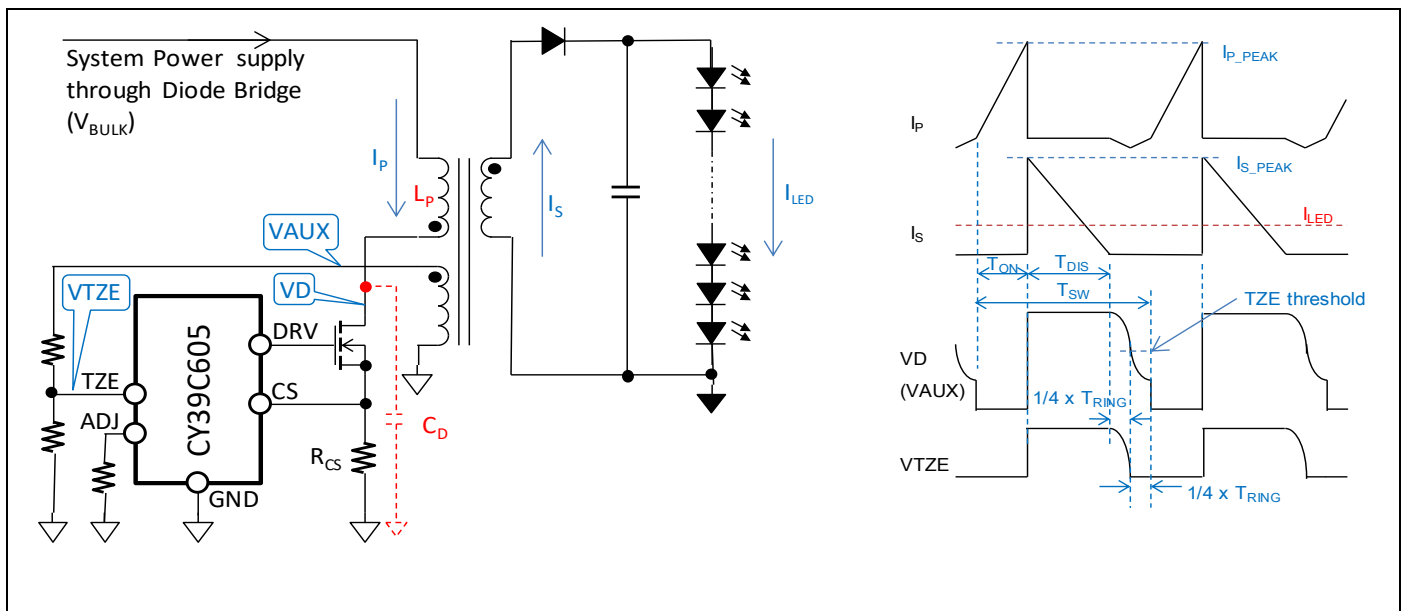 System Power supply
through Diode Bridge
(VBULK)
IP
LP
IS
ILED
VAUX
VD
VTZE
DRV
TZE
CS
ADJ
CY39C605
GND
RCS
CD
IP_PEAK
IP
IS_PEAK
ILED
IS
TON
TDIS
TSW
TZE threshold
VD
(VAUX)
1/4 x TRING
VTZE
1/4 x TRING